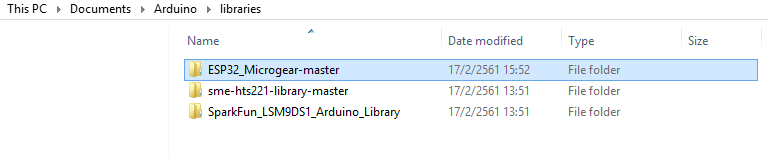 This PC > Documents > Arduino > libraries
Name Date modified Type Size
ESP32_Microgear-master 17/2/2561 15:52 File folder
sme-hts221-library-master 17/2/2561 13:51 File folder
SparkFun_LSM9DS1_Arduino_Library 17/2/2561 13:51 File folder